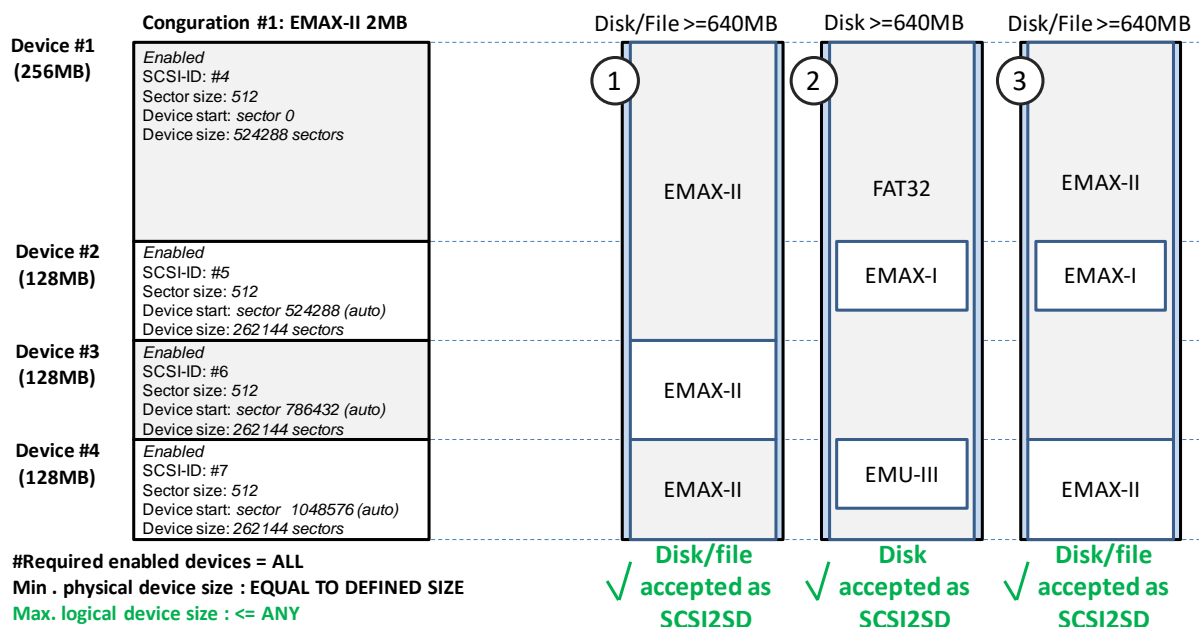 Conguration #1: EMAX-II 2MB
Disk/File >=640MB
Disk >=640MB
Disk/File >=640MB
Device #1
(256MB)
Enabled
SCSI-ID: #4
Sector size: 512
Device start: sector 0
Device size: 524288 sectors
Device #2
(128MB)
Enabled
SCSI-ID: #5
Sector size: 512
Device start: sector 524288 (auto)
Device size: 262144 sectors
Device #3
(128MB)
Enabled
SCSI-ID: #6
Sector size: 512
Device start: sector 786432 (auto)
Device size: 262144 sectors
Device #4
(128MB)
Enabled
SCSI-ID: #7
Sector size: 512
Device start: sector 1048576 (auto)
Device size: 262144 sectors
1
EMAX-II
EMAX-II
EMAX-II
2
FAT32
EMAX-I
EMU-III
3
EMAX-II
EMAX-I
EMAX-II
#Required enabled devices = ALL
Min . physical device size : EQUAL TO DEFINED SIZE
Max. logical device size : <= ANY
√ Disk/file
accepted as
SCSI2SD
√ Disk
accepted as
SCSI2SD
√ Disk/file
accepted as
SCSI2SD